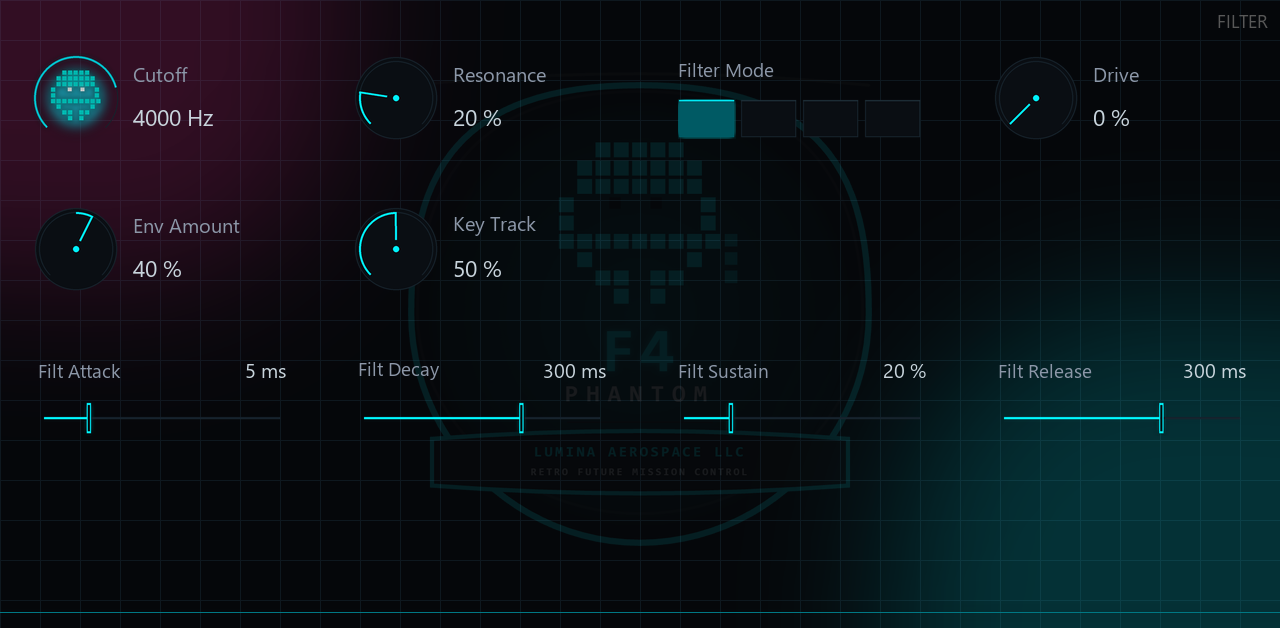 FILTER
Cutoff
4000 Hz
Resonance
20 %
Filter Mode
Drive
0 %
Env Amount
40 %
Key Track
50 %
F4
PHANTOM
Filt Attack 5 ms
Filt Decay 300 ms
Filt Sustain 20 %
Filt Release 300 ms
LUMINA AEROSPACE LLC
RETRO FUTURE MISSION CONTROL